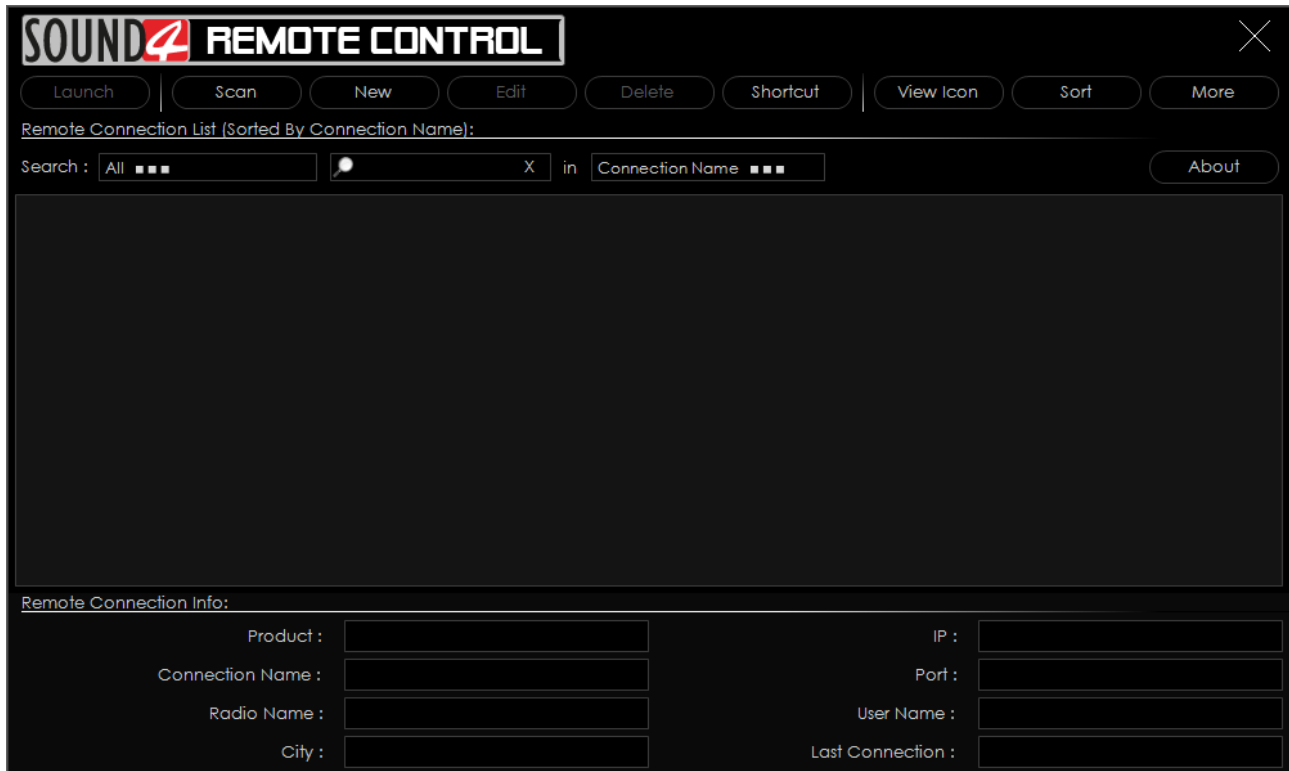 SOUND4 REMOTE CONTROL
Launch Scan New Edit Delete Shortcut View Icon Sort More
Remote Connection List (Sorted By Connection Name):
Search : All X in Connection Name About
Remote Connection Info:
Product : IP :
Connection Name : Port :
Radio Name : User Name :
City : Last Connection :